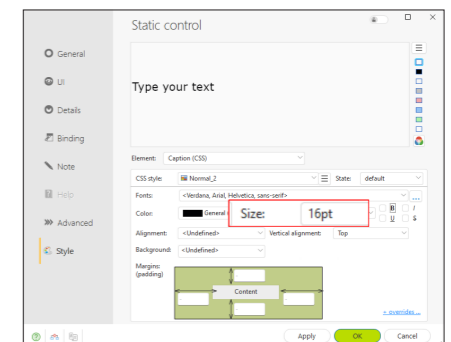 Static control
General
UI
Details
Binding
Note
Help
Advanced
Style
Type your text
Element: Caption (CSS)
CSS style: Normal_2 State: default
Fonts: <Verdana, Arial, Helvetica, sans-serif> ...
Color: General Size: 16pt B I U S
Alignment: <Undefined> Vertical alignment: Top
Background: <Undefined>
Margins:
(padding)
Content
+ overrides ...
Apply OK Cancel